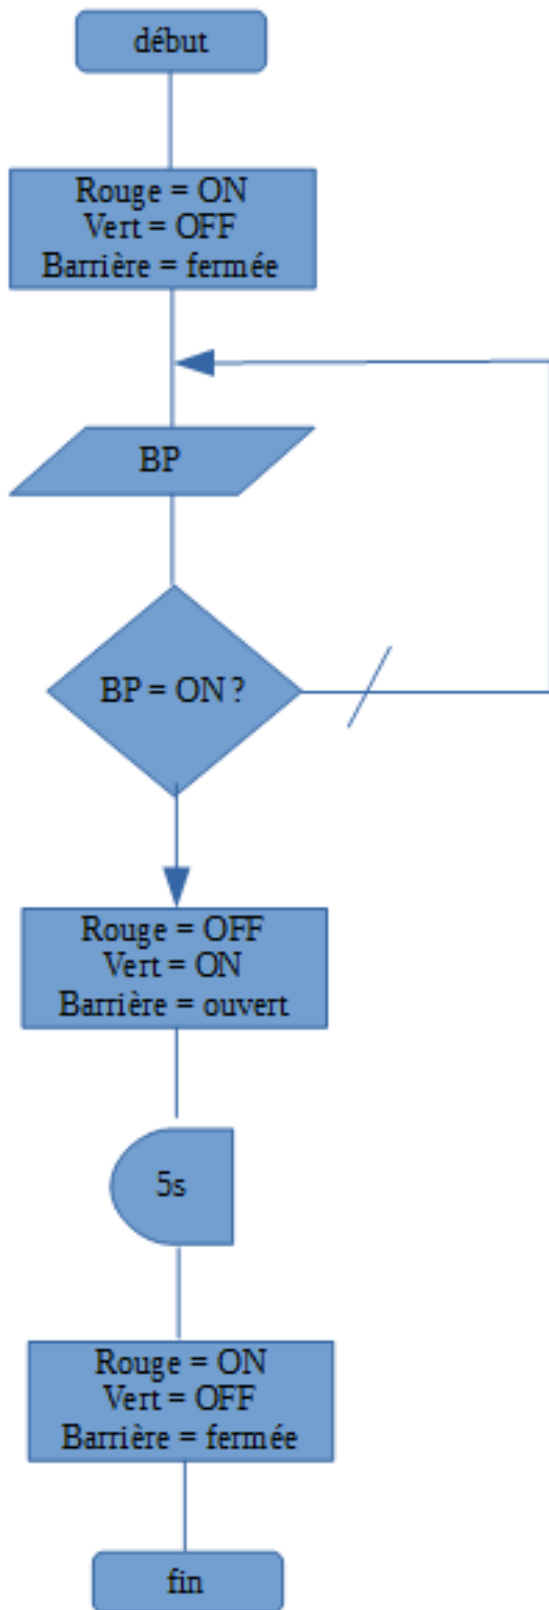 début
Rouge = ON
Vert = OFF
Barrière = fermée
BP
BP = ON ?
Rouge = OFF
Vert = ON
Barrière = ouvert
5s
Rouge = ON
Vert = OFF
Barrière = fermée
fin